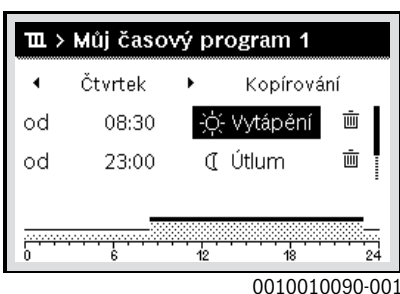 > Můj časový program 1
Čtvrtek Kopírování
od 08:30 Vytápění
od 23:00 Útlum
0 6 12 18 24
0010010090-001